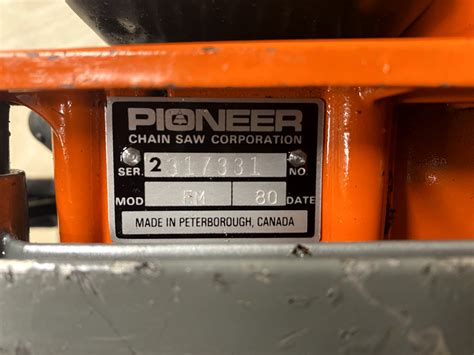 PIONEER
CHAIN SAW CORPORATION
SER. 2317331 NO.
MOD FM 80 DATE
MADE IN PETERBOROUGH, CANADA